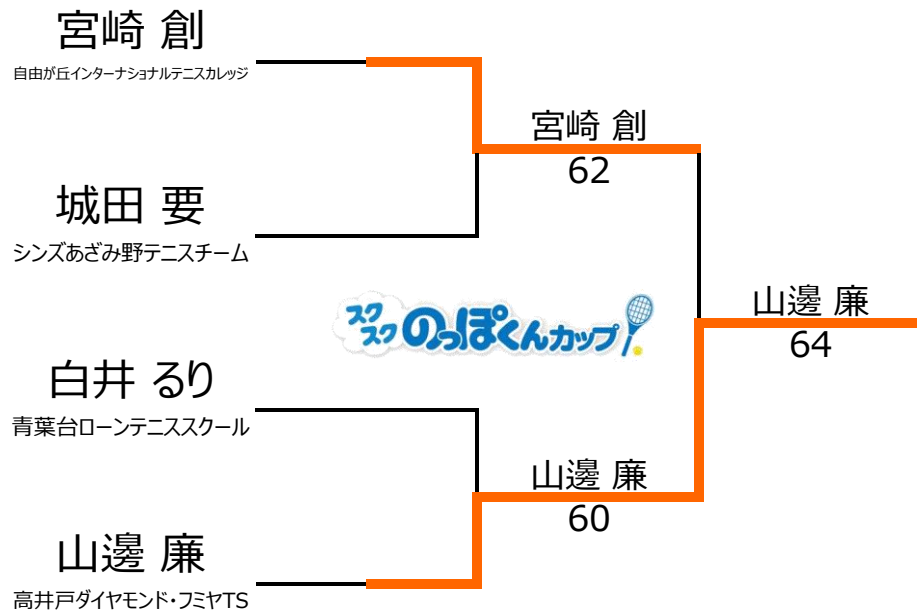 宮崎 創
自由が丘インターナショナルテニスカレッジ
宮崎 創
62
城田 要
シンズあざみ野テニスチーム
スクスク のっぽくんカップ
山邊 廉
64
白井 るり
青葉台ローンテニススクール
山邊 廉
60
山邊 廉
高井戸ダイヤモンド・フミヤTS